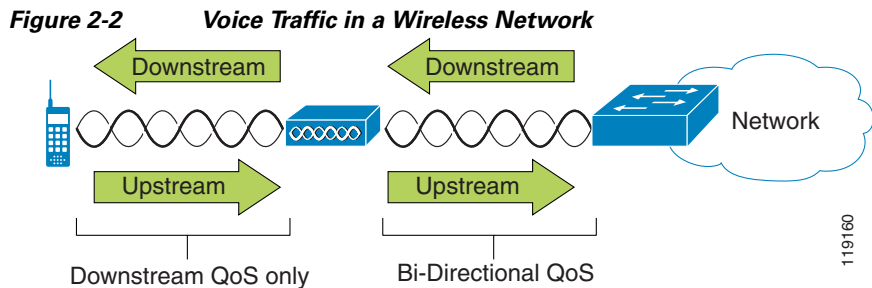 Figure 2-2 Voice Traffic in a Wireless Network
Downstream Downstream
Network
Upstream Upstream
Downstream QoS only Bi-Directional QoS
119160